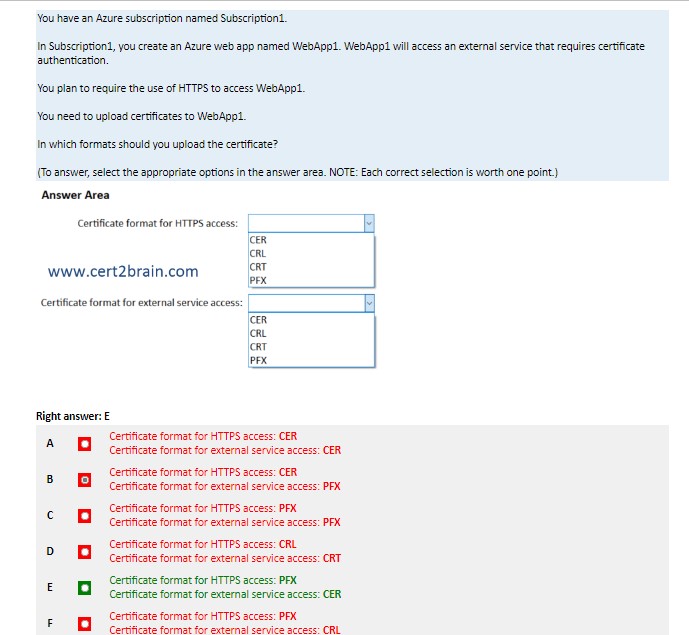 You have an Azure subscription named Subscription1.
In Subscription1, you create an Azure web app named WebApp1. WebApp1 will access an external service that requires certificate
authentication.
You plan to require the use of HTTPS to access WebApp1.
You need to upload certificates to WebApp1.
In which formats should you upload the certificate?
(To answer, select the appropriate options in the answer area. NOTE: Each correct selection is worth one point.)
Answer Area
Certificate format for HTTPS access:
CER
CRL
CRT
PFX
www.cert2brain.com
Certificate format for external service access:
CER
CRL
CRT
PFX
Right answer: E
A
Certificate format for HTTPS access: CER
Certificate format for external service access: CER
B
Certificate format for HTTPS access: CER
Certificate format for external service access: PFX
C
Certificate format for HTTPS access: PFX
Certificate format for external service access: PFX
D
Certificate format for HTTPS access: CRL
Certificate format for external service access: CRT
E
Certificate format for HTTPS access: PFX
Certificate format for external service access: CER
F
Certificate format for HTTPS access: PFX
Certificate format for external service access: CRL